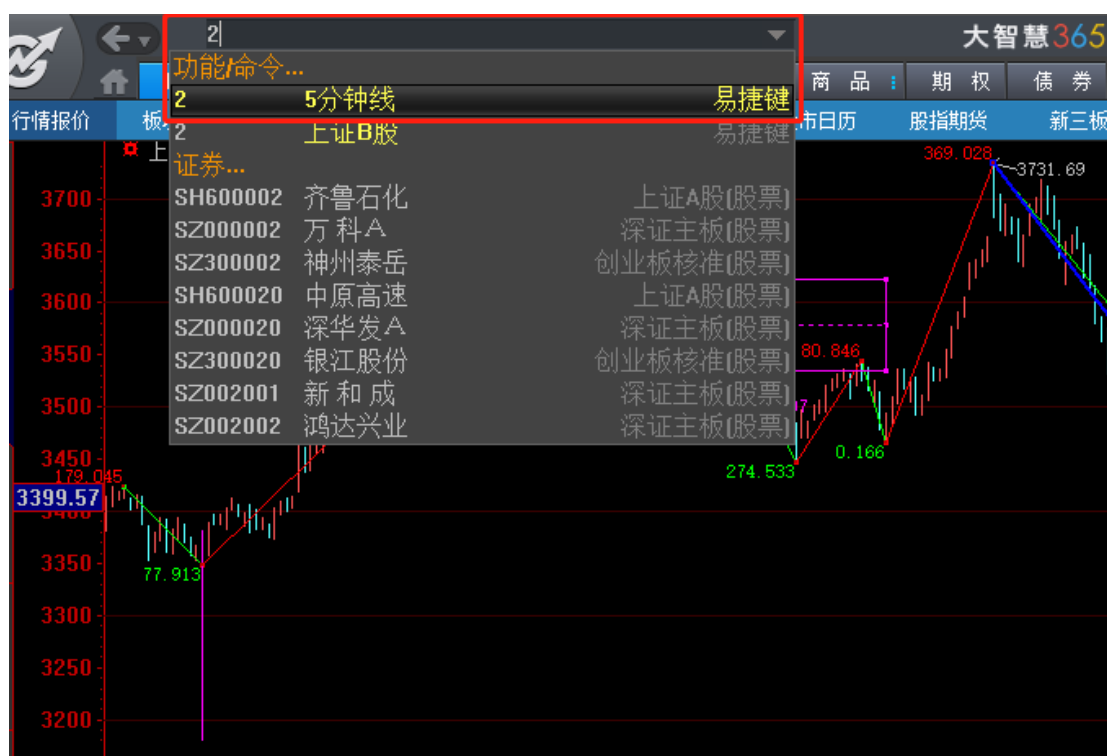 2
大智慧365
功能/命令...
商 品
期 权
债 券
2 5分钟线 易捷键
行情报价
板
2 上证B股 易捷键
市日历
股指期货
新三板
上
证券...
369.028
3731.69
3700
SH600002 齐鲁石化 上证A股(股票)
SZ000002 万 科A 深证主板(股票)
3650
SZ300002 神州泰岳 创业板核准(股票)
3600
SH600020 中原高速 上证A股(股票)
SZ000020 深华发A 深证主板(股票)
3550
SZ300020 银江股份 创业板核准(股票)
80.846
3500
SZ002001 新 和 成 深证主板(股票)
SZ002002 鸿达兴业 深证主板(股票)
3450
0.166
179.045
274.533
3399.57
3400
3350
77.913
3300
3250
3200